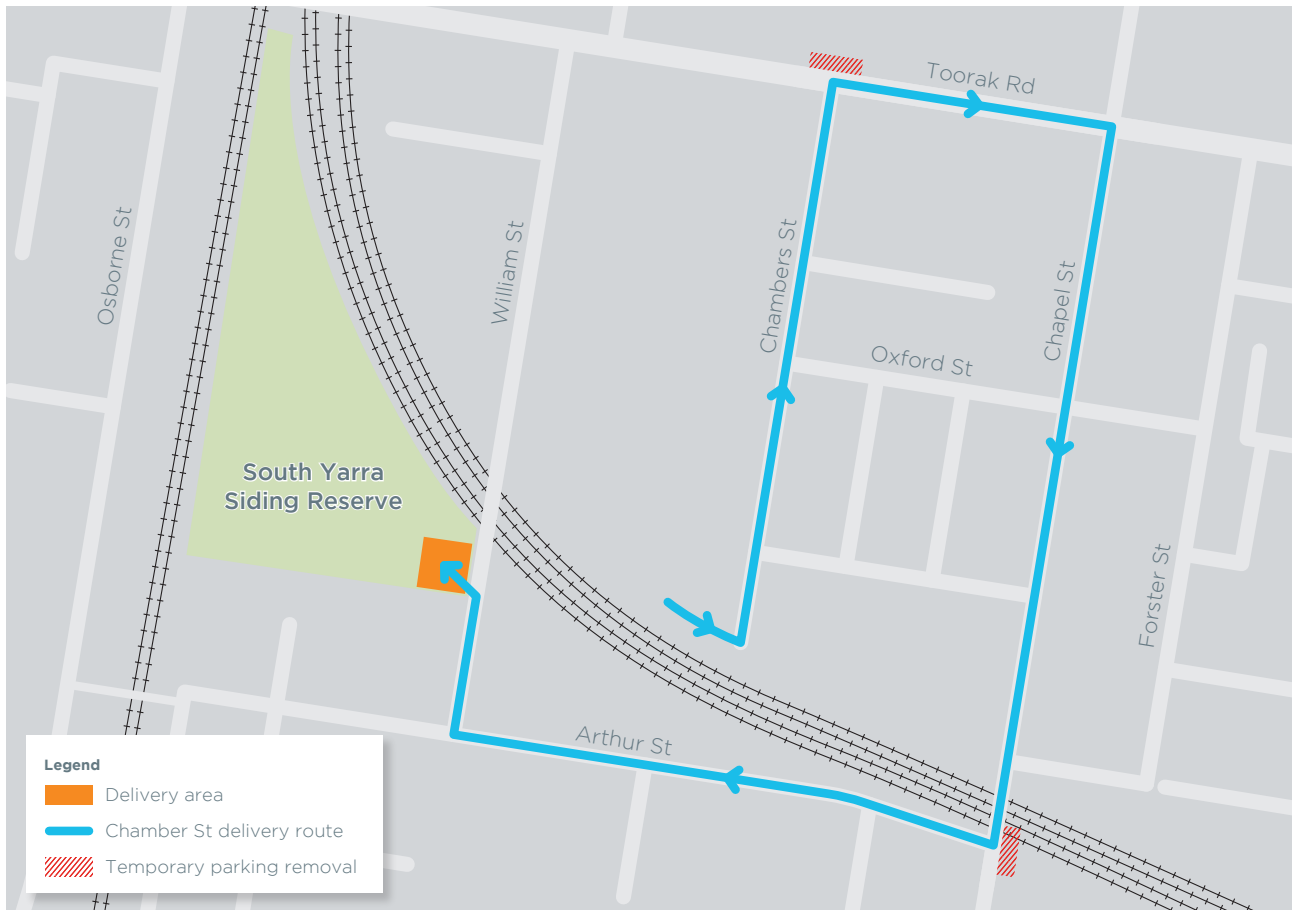 Toorak Rd
Osborne St
William St
Chambers St
Chapel St
Oxford St
South Yarra
Siding Reserve
Forster St
Arthur St
Legend
Delivery area
Chamber St delivery route
Temporary parking removal